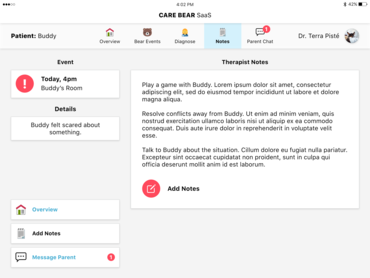 4:02 PM
42%
CARE BEAR SaaS
Patient: Buddy
Overview
Bear Events
Diagnose
Notes
1
Parent Chat
Dr. Terra Pisté
Event
Today, 4pm
Buddy's Room
Details
Buddy felt scared about
something.
Overview
Add Notes
Message Parent
1
Therapist Notes
Play a game with Buddy. Lorem ipsum dolor sit amet, consectetur
adipiscing elit, sed do eiusmod tempor incididunt ut labore et dolore
magna aliqua.
Resolve conflicts away from Buddy. Ut enim ad minim veniam, quis
nostrud exercitation ullamco laboris nisi ut aliquip ex ea commodo
consequat. Duis aute irure dolor in reprehenderit in voluptate velit
esse.
Talk to Buddy about the situation. Cillum dolore eu fugiat nulla pariatur.
Excepteur sint occaecat cupidatat non proident, sunt in culpa qui
officia deserunt mollit anim id est laborum.
Add Notes